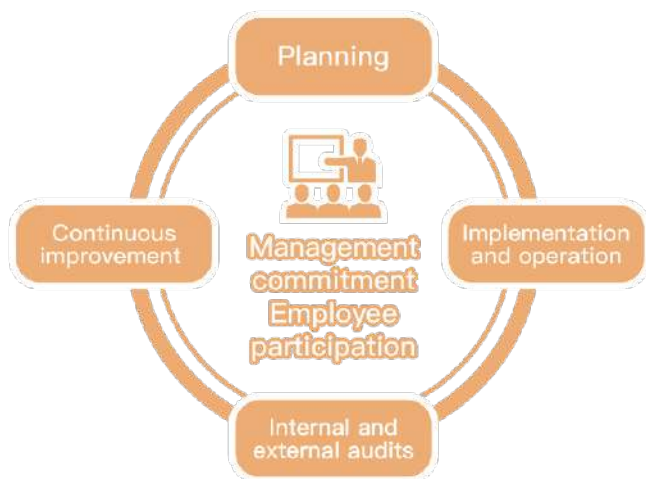 Planning
Continuous
improvement
Management
commitment
Employee
participation
Implementation
and operation
Internal and
external audits